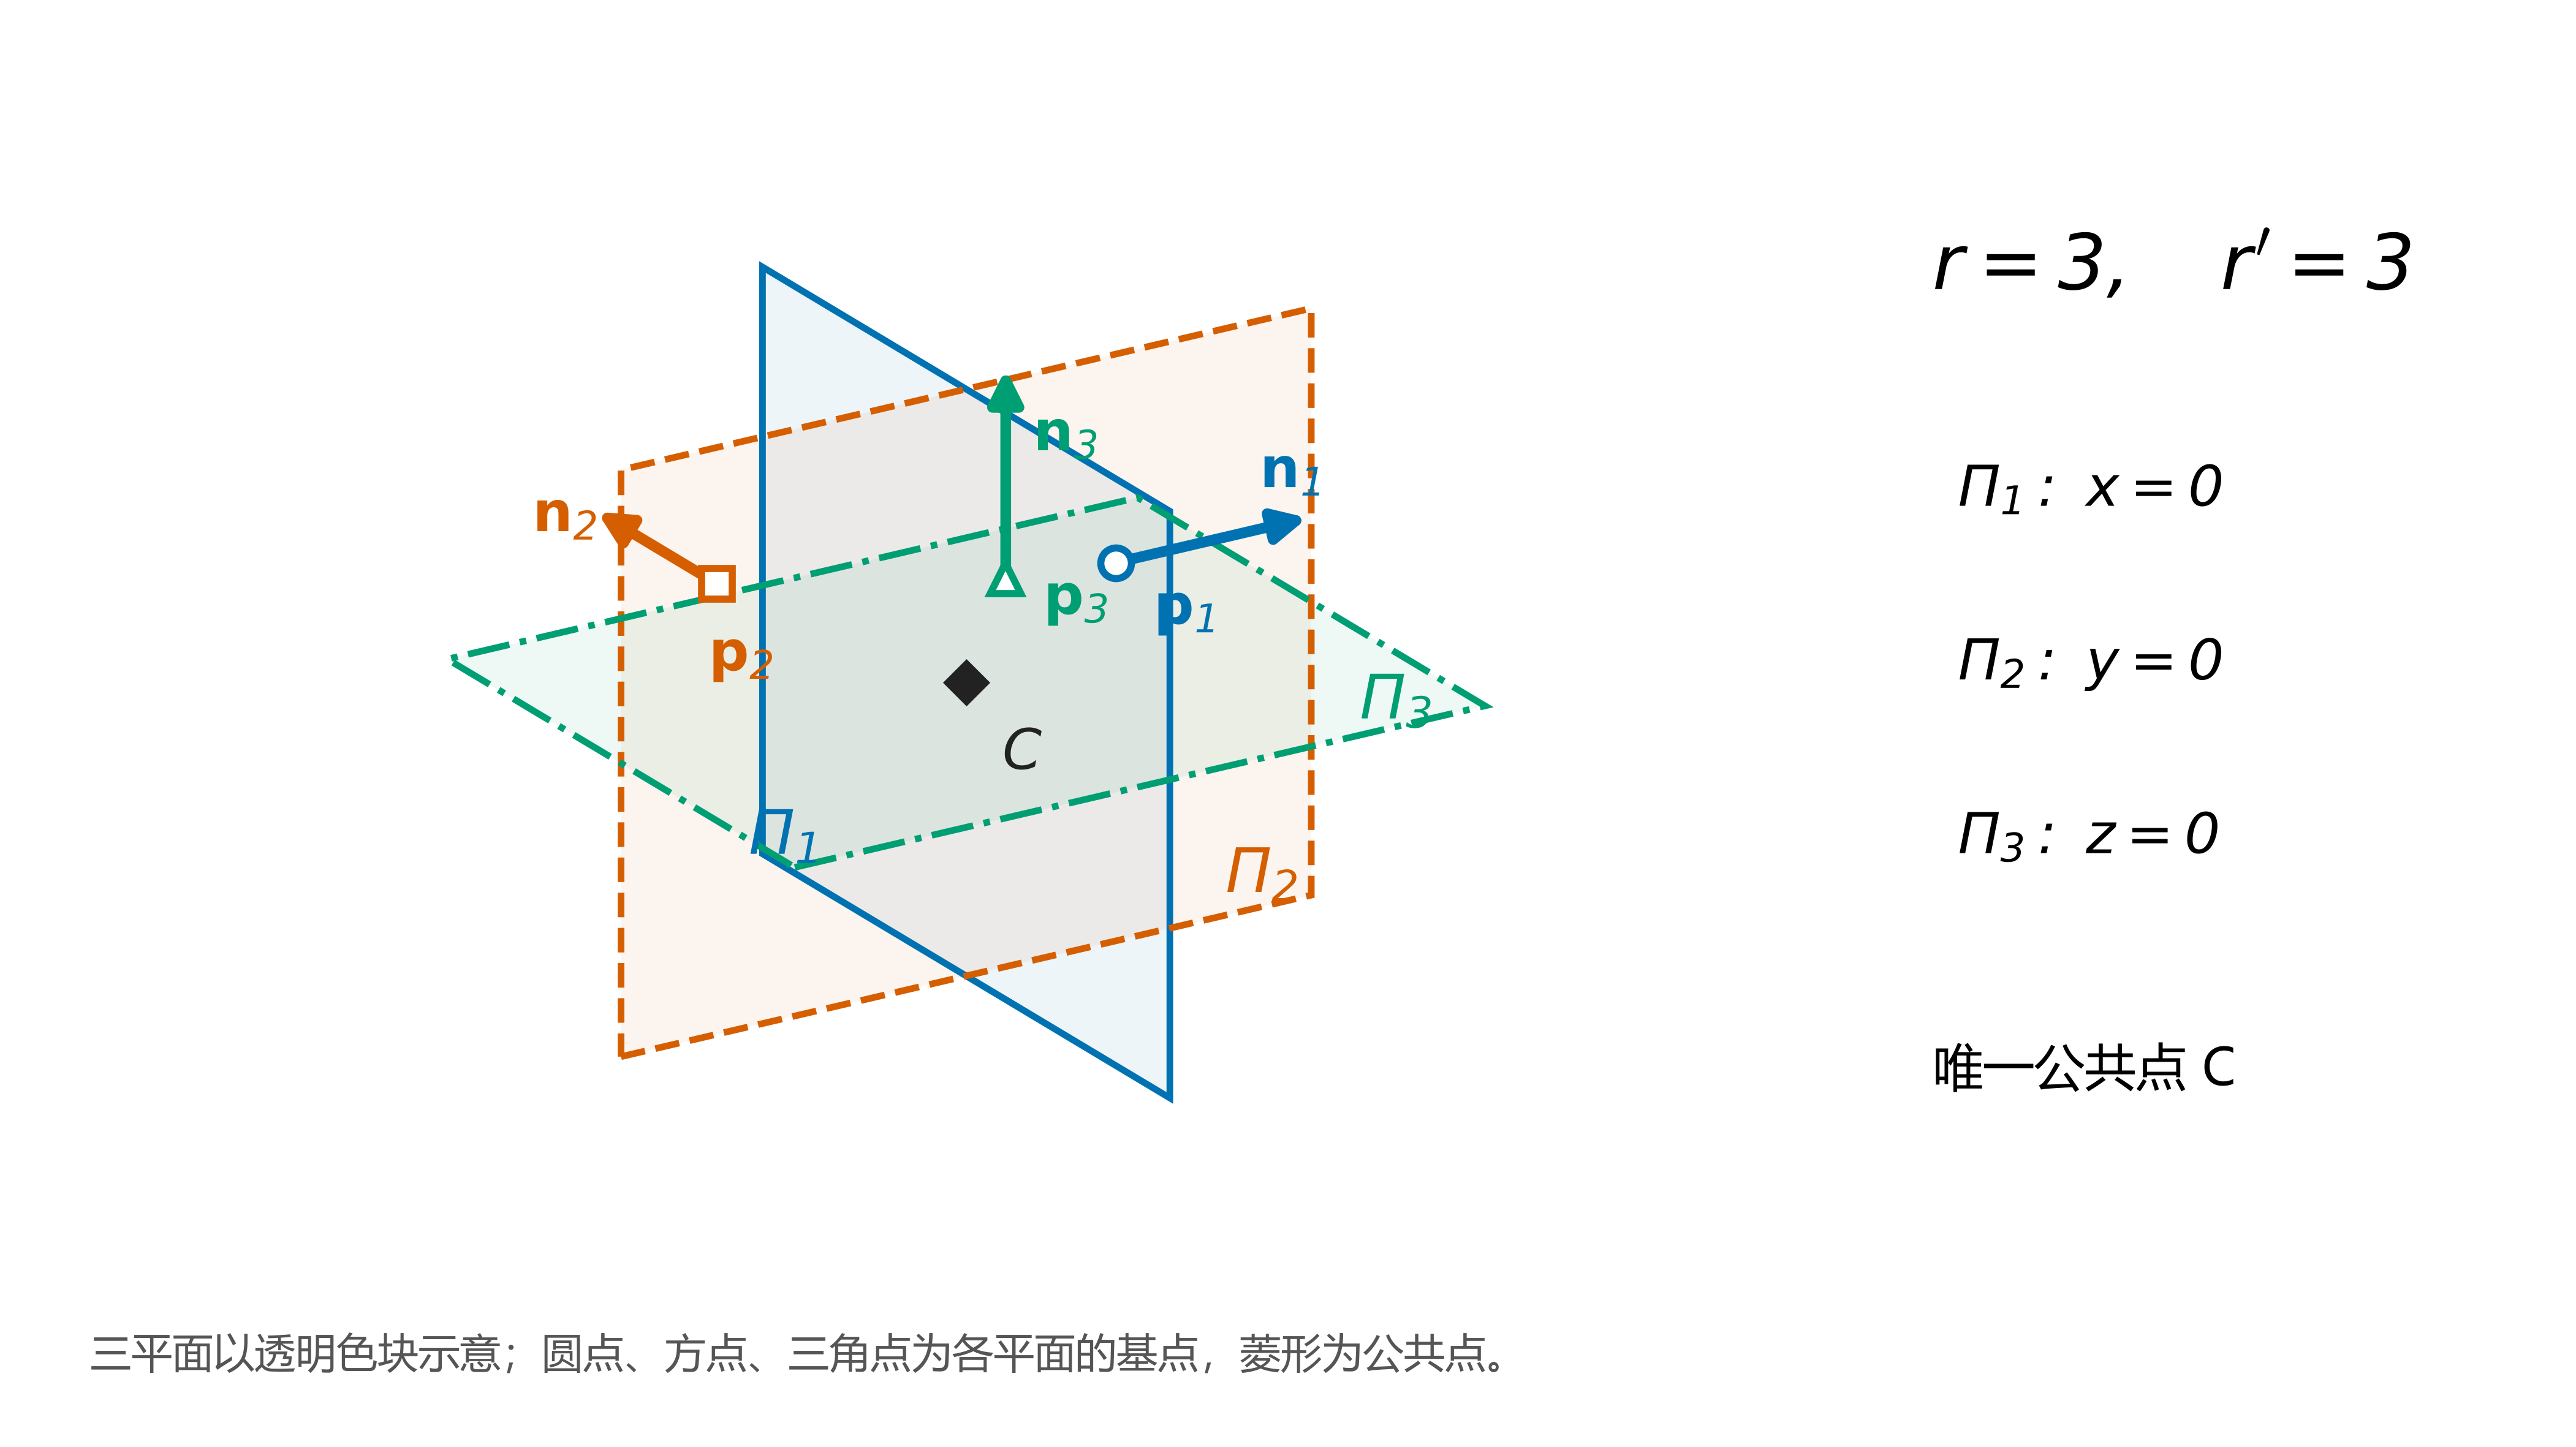 r = 3,   r′ = 3
n₃
n₁
n₂
Π₁ :  x = 0
p₃
p₁
p₂
Π₂ :  y = 0
Π₃
C
Π₁
Π₃ :  z = 0
Π₂
唯一公共点 C
三平面以透明色块示意；圆点、方点、三角点为各平面的基点，菱形为公共点。